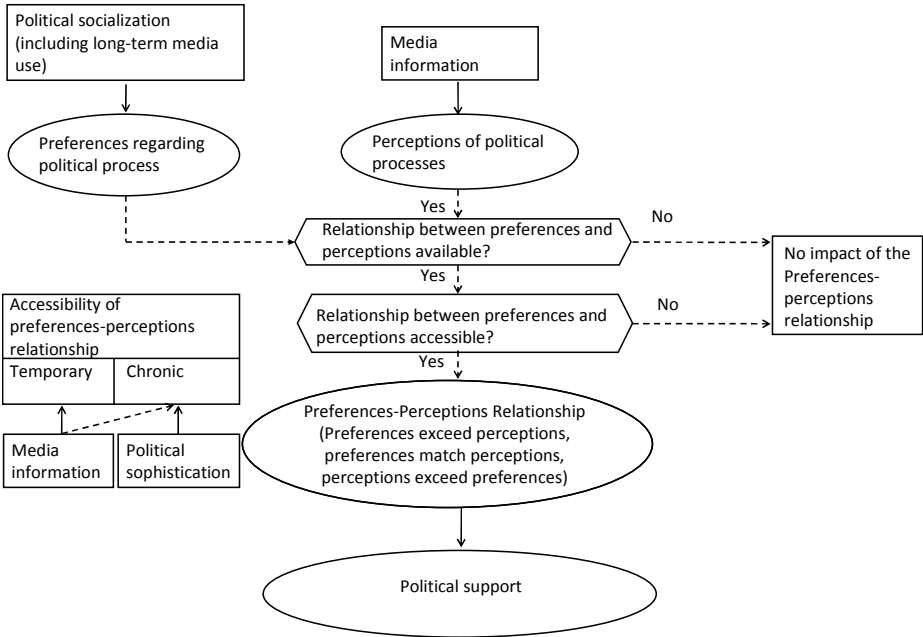 Political socialization
(including long-term media
use)
Media
information
Preferences regarding
political process
Perceptions of political
processes
Yes
No
Relationship between preferences and
perceptions available?
No impact of the
Preferences-
perceptions
relationship
Yes
Accessibility of
preferences-perceptions
relationship
Temporary
Chronic
No
Relationship between preferences and
perceptions accessible?
Yes
Media
information
Political
sophistication
Preferences-Perceptions Relationship
(Preferences exceed perceptions,
preferences match perceptions,
perceptions exceed preferences)
Political support